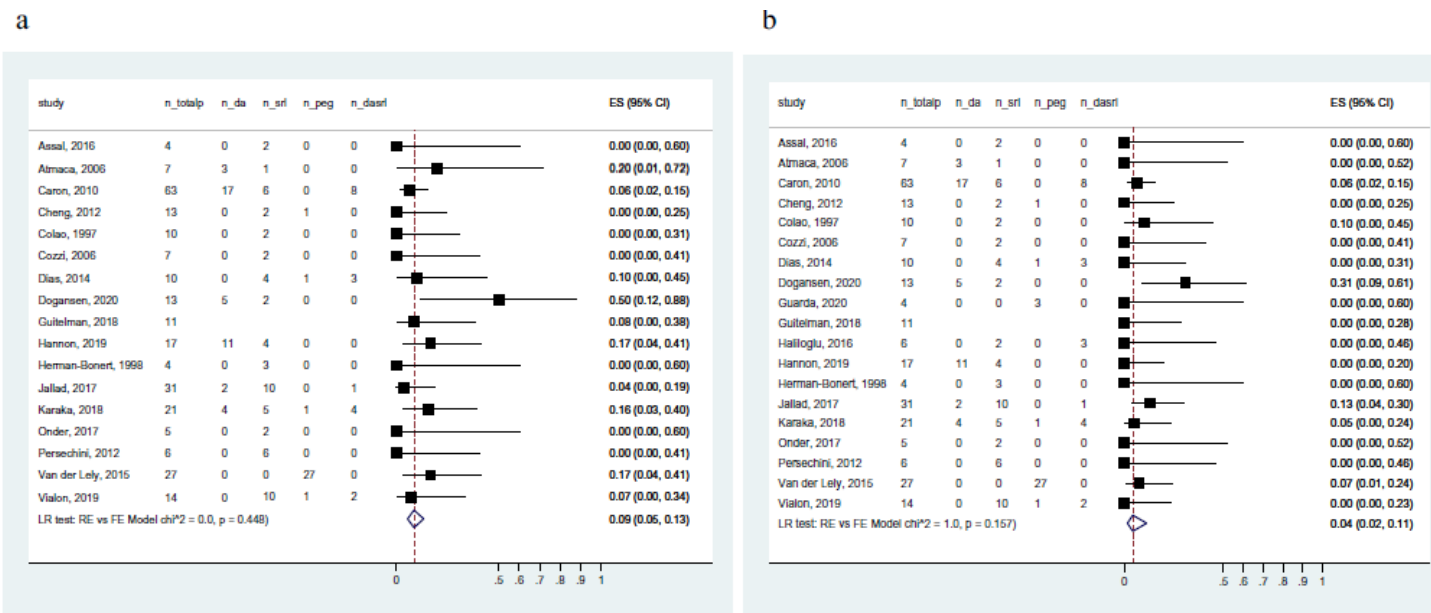 a
study n_totalp n_da n_srl n_peg n_dasrl ES (95% CI)
Assal, 2016 4 0 2 0 0 0.00 (0.00, 0.60)
Atmaca, 2006 7 3 1 0 0 0.20 (0.01, 0.72)
Caron, 2010 63 17 6 0 8 0.06 (0.02, 0.15)
Cheng, 2012 13 0 2 1 0 0.00 (0.00, 0.25)
Colao, 1997 10 0 2 0 0 0.00 (0.00, 0.31)
Cozzi, 2006 7 0 2 0 0 0.00 (0.00, 0.41)
Dias, 2014 10 0 4 1 3 0.10 (0.00, 0.45)
Dogansen, 2020 13 5 2 0 0 0.50 (0.12, 0.88)
Guitelman, 2018 11 0.08 (0.00, 0.38)
Hannon, 2019 17 11 4 0 0 0.17 (0.04, 0.41)
Herman-Bonert, 1998 4 0 3 0 0 0.00 (0.00, 0.60)
Jallad, 2017 31 2 10 0 1 0.04 (0.00, 0.19)
Karaka, 2018 21 4 5 1 4 0.16 (0.03, 0.40)
Onder, 2017 5 0 2 0 0 0.00 (0.00, 0.60)
Persechini, 2012 6 0 6 0 0 0.00 (0.00, 0.41)
Van der Lely, 2015 27 0 0 27 0 0.17 (0.04, 0.41)
Vialon, 2019 14 0 10 1 2 0.07 (0.00, 0.34)
LR test: RE vs FE Model chi^2 = 0.0, p = 0.448) 0.09 (0.05, 0.13)
0 .5 .6 .7 .8 .9 1
b
study n_totalp n_da n_srl n_peg n_dasrl ES (95% CI)
Assal, 2016 4 0 2 0 0 0.00 (0.00, 0.60)
Atmaca, 2006 7 3 1 0 0 0.00 (0.00, 0.52)
Caron, 2010 63 17 6 0 8 0.06 (0.02, 0.15)
Cheng, 2012 13 0 2 1 0 0.00 (0.00, 0.25)
Colao, 1997 10 0 2 0 0 0.10 (0.00, 0.45)
Cozzi, 2006 7 0 2 0 0 0.00 (0.00, 0.41)
Dias, 2014 10 0 4 1 3 0.00 (0.00, 0.31)
Dogansen, 2020 13 5 2 0 0 0.31 (0.09, 0.61)
Guarda, 2020 4 0 0 3 0 0.00 (0.00, 0.60)
Guitelman, 2018 11 0.00 (0.00, 0.28)
Haliloglu, 2016 6 0 2 0 3 0.00 (0.00, 0.46)
Hannon, 2019 17 11 4 0 0 0.00 (0.00, 0.20)
Herman-Bonert, 1998 4 0 3 0 0 0.00 (0.00, 0.60)
Jallad, 2017 31 2 10 0 1 0.13 (0.04, 0.30)
Karaka, 2018 21 4 5 1 4 0.05 (0.00, 0.24)
Onder, 2017 5 0 2 0 0 0.00 (0.00, 0.52)
Persechini, 2012 6 0 6 0 0 0.00 (0.00, 0.46)
Van der Lely, 2015 27 0 0 27 0 0.07 (0.01, 0.24)
Vialon, 2019 14 0 10 1 2 0.00 (0.00, 0.23)
LR test: RE vs FE Model chi^2 = 1.0, p = 0.157) 0.04 (0.02, 0.11)
0 .5 .6 .7 .8 .9 1